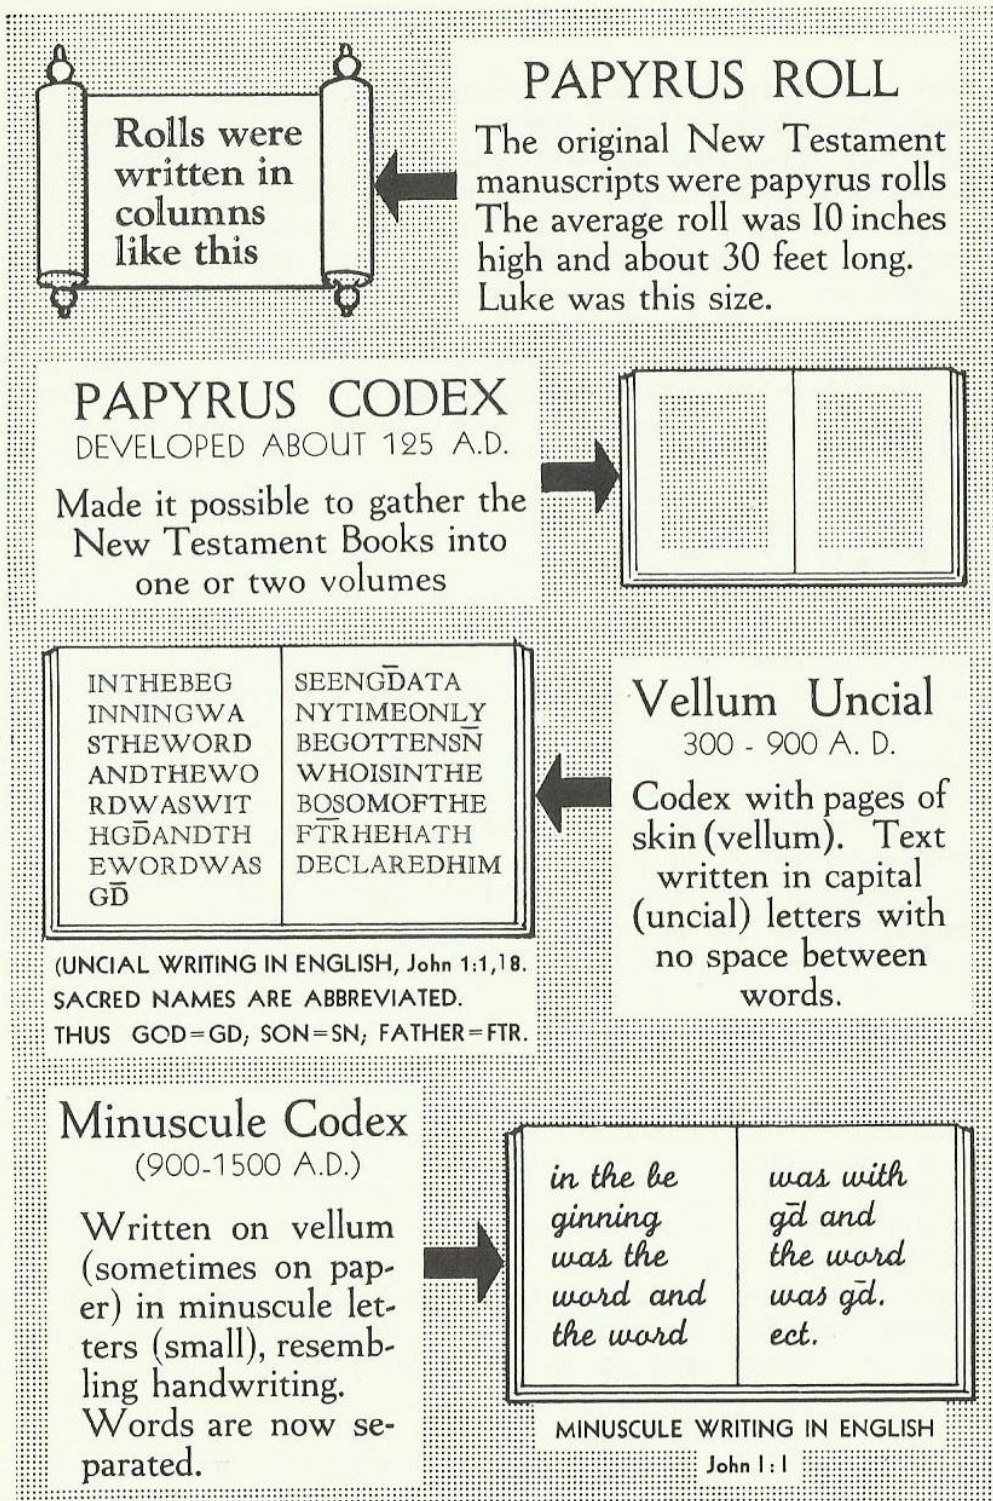 Rolls were
written in
columns
like this
PAPYRUS ROLL
The original New Testament
manuscripts were papyrus rolls
The average roll was 10 inches
high and about 30 feet long.
Luke was this size.
PAPYRUS CODEX
DEVELOPED ABOUT 125 A.D.
Made it possible to gather the
New Testament Books into
one or two volumes
INTHEBEG
INNINGWA
STHEWORD
ANDTHEWO
RDWASWIT
HGD̅ANDTH
EWORDWAS
GD̅
SEENGD̅ATA
NYTIMEONLY
BEGOTTENSN̅
WHOISINTHE
BOSOMOFTHE
FT̅RHEHATH
DECLAREDHIM
(UNCIAL WRITING IN ENGLISH, John 1:1,18.
SACRED NAMES ARE ABBREVIATED.
THUS GOD=GD; SON=SN; FATHER=FTR.
Vellum Uncial
300 - 900 A. D.
Codex with pages of
skin (vellum). Text
written in capital
(uncial) letters with
no space between
words.
Minuscule Codex
(900-1500 A.D.)
Written on vellum
(sometimes on pap-
er) in minuscule let-
ters (small), resemb-
ling handwriting.
Words are now se-
parated.
in the be
ginning
was the
word and
the word
was with
gd̅ and
the word
was gd̅.
ect.
MINUSCULE WRITING IN ENGLISH
John 1:1